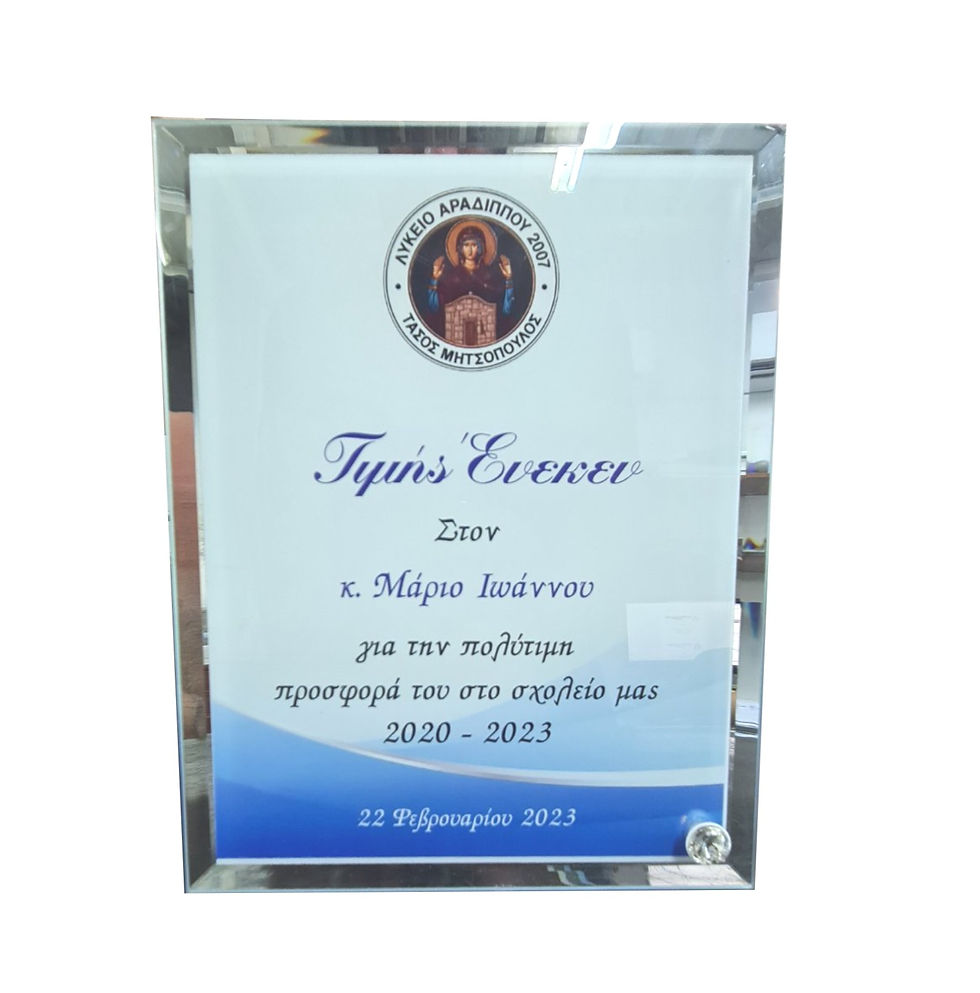 ΛΥΚΕΙΟ ΑΡΑΔΙΠΠΟΥ 2007
ΤΑΣΟΣ ΜΗΤΣΟΠΟΥΛΟΣ
Τιμής Ένεκεν
Στον
κ. Μάριο Ιωάννου
για την πολύτιμη
προσφορά του στο σχολείο μας
2020 - 2023
22 Φεβρουαρίου 2023